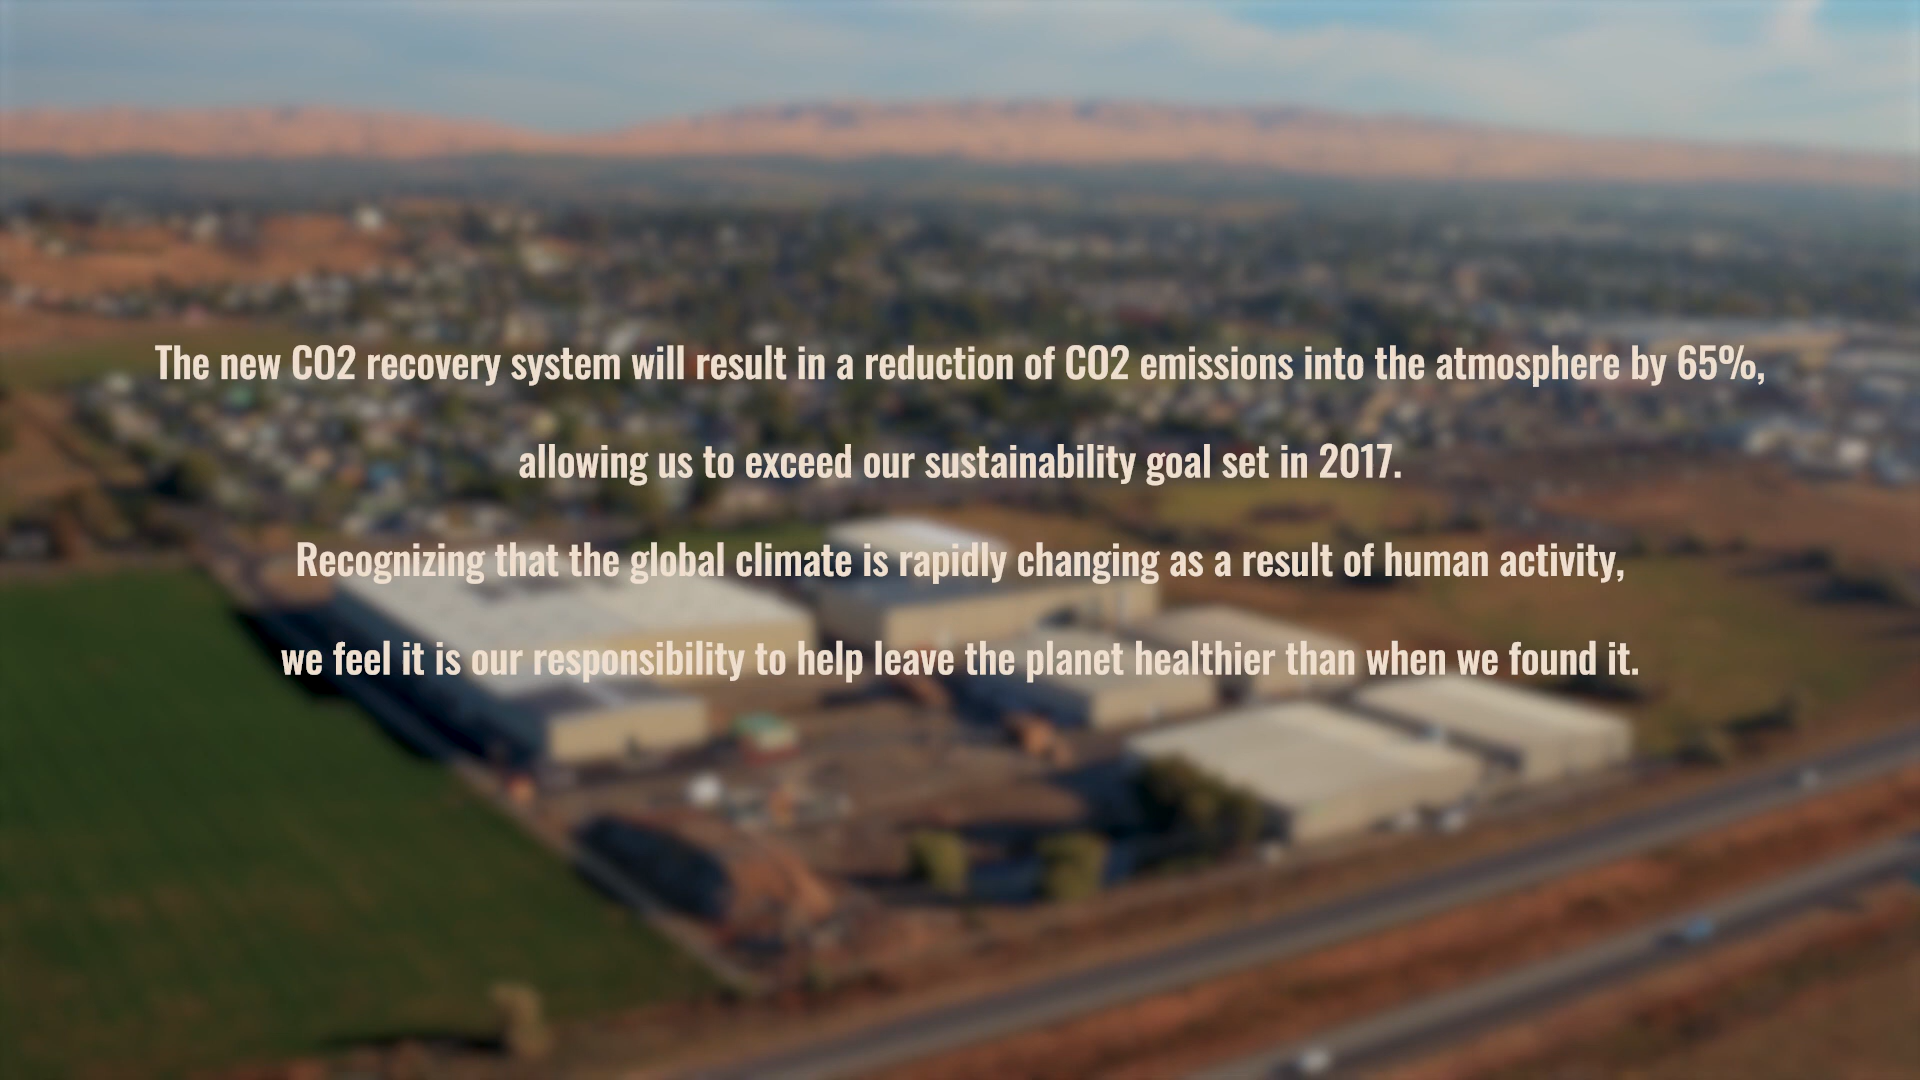 The new CO2 recovery system will result in a reduction of CO2 emissions into the atmosphere by 65%,
allowing us to exceed our sustainability goal set in 2017.
Recognizing that the global climate is rapidly changing as a result of human activity,
we feel it is our responsibility to help leave the planet healthier than when we found it.